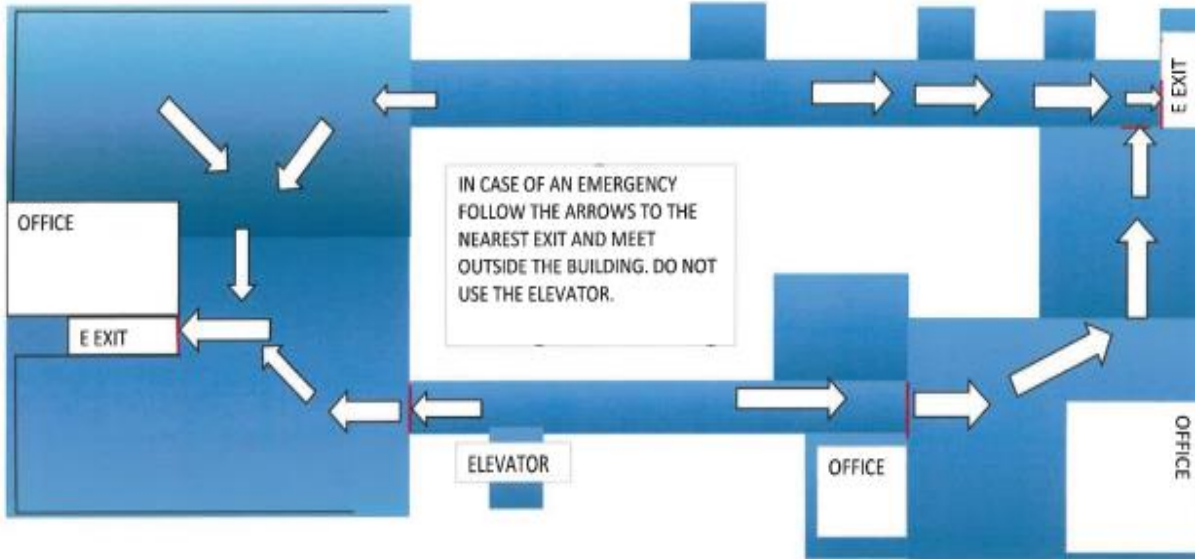 E EXIT
OFFICE
IN CASE OF AN EMERGENCY
FOLLOW THE ARROWS TO THE
NEAREST EXIT AND MEET
OUTSIDE THE BUILDING. DO NOT
USE THE ELEVATOR.
E EXIT
ELEVATOR
OFFICE
OFFICE